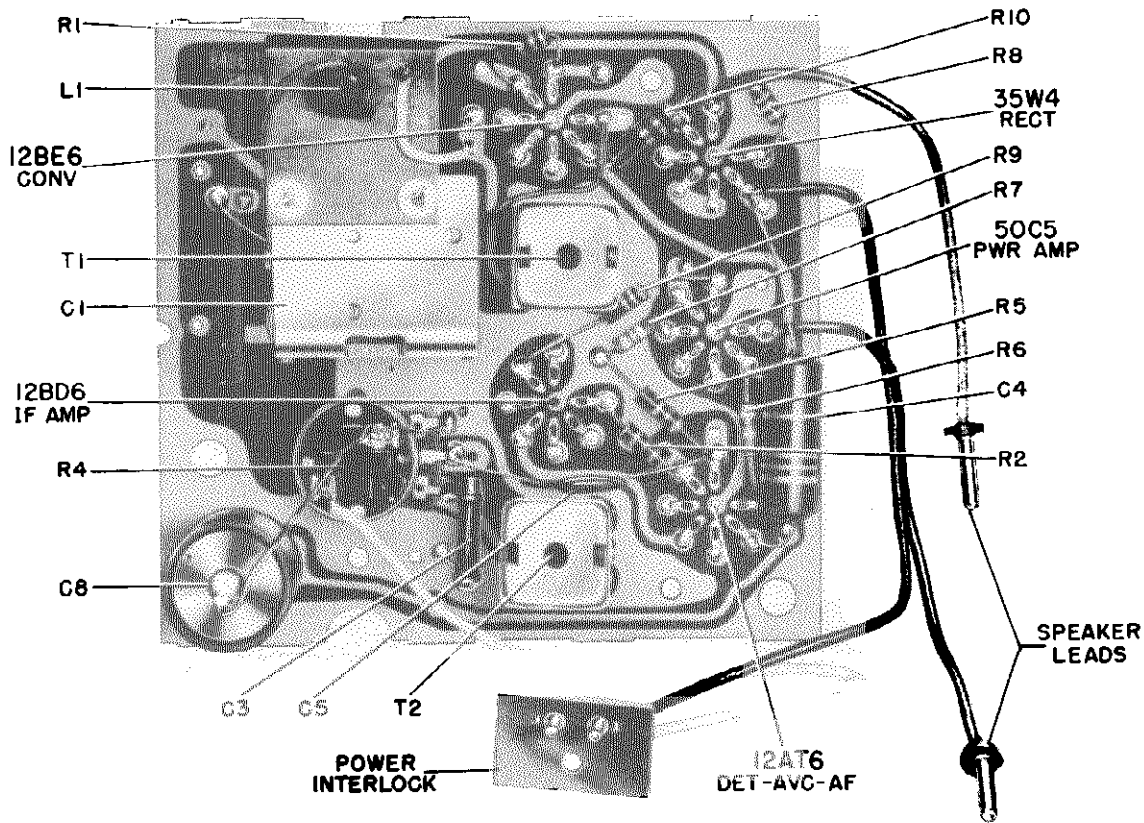 R1
L1
12BE6
CONV
T1
C1
12BD6
IF AMP
R4
C8
C3
C5
T2
POWER
INTERLOCK
12AT6
DET-AVC-AF
SPEAKER
LEADS
R10
R8
35W4
RECT
R9
R7
50C5
PWR AMP
R5
R6
C4
R2